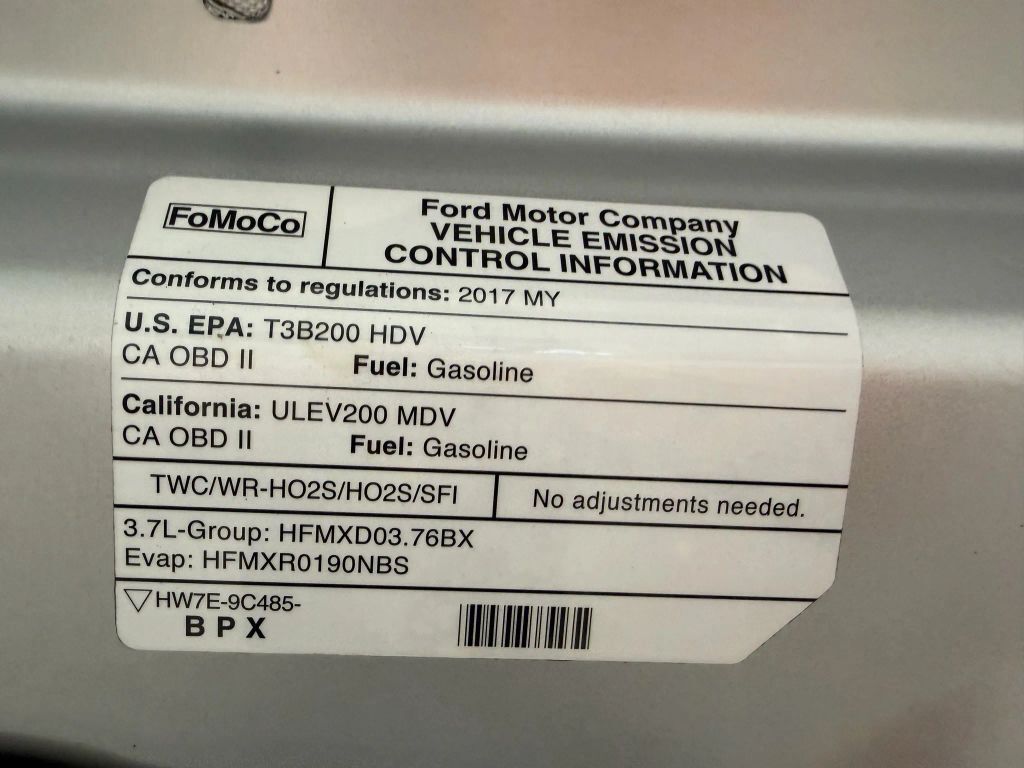 FoMoCo
Ford Motor Company
VEHICLE EMISSION
CONTROL INFORMATION
Conforms to regulations: 2017 MY
U.S. EPA: T3B200 HDV
CA OBD II Fuel: Gasoline
California: ULEV200 MDV
CA OBD II Fuel: Gasoline
TWC/WR-HO2S/HO2S/SFI
No adjustments needed.
3.7L-Group: HFMXD03.76BX
Evap: HFMXR0190NBS
HW7E-9C485-
B P X